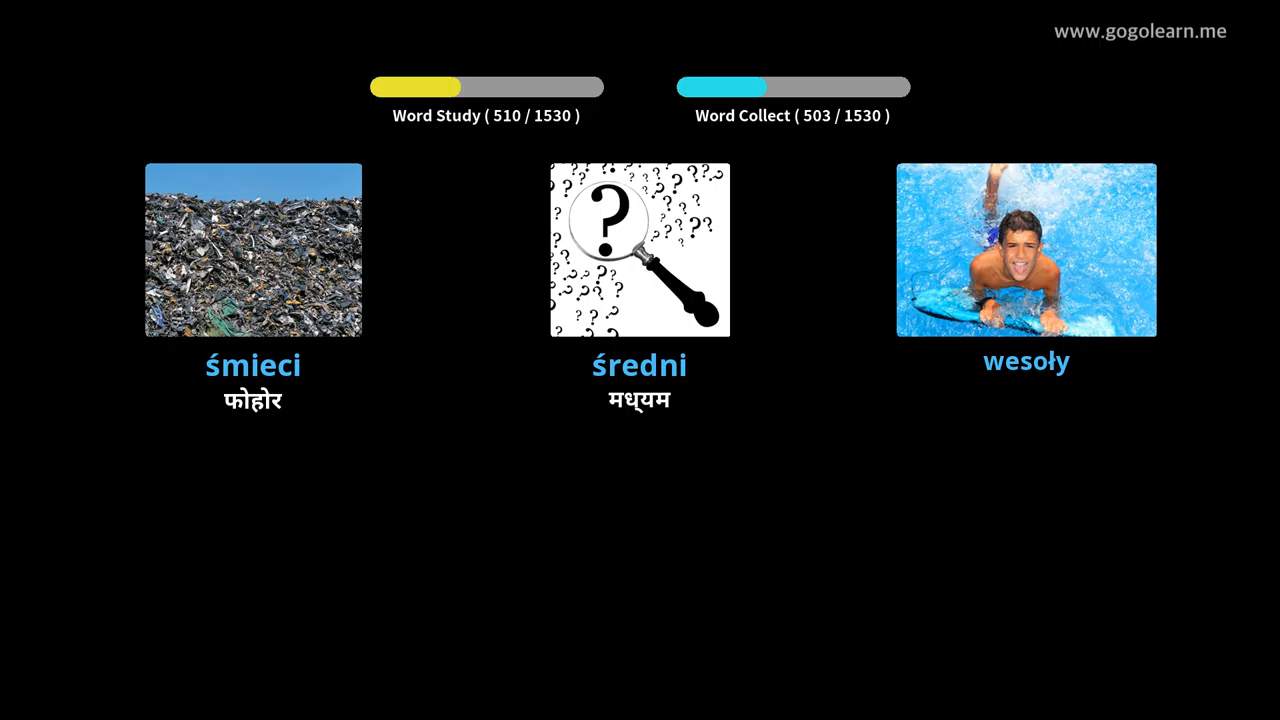 www.gogolearn.me
Word Study ( 510 / 1530 )
Word Collect ( 503 / 1530 )
śmieci
średni
wesoły
फोहोर
मध्यम